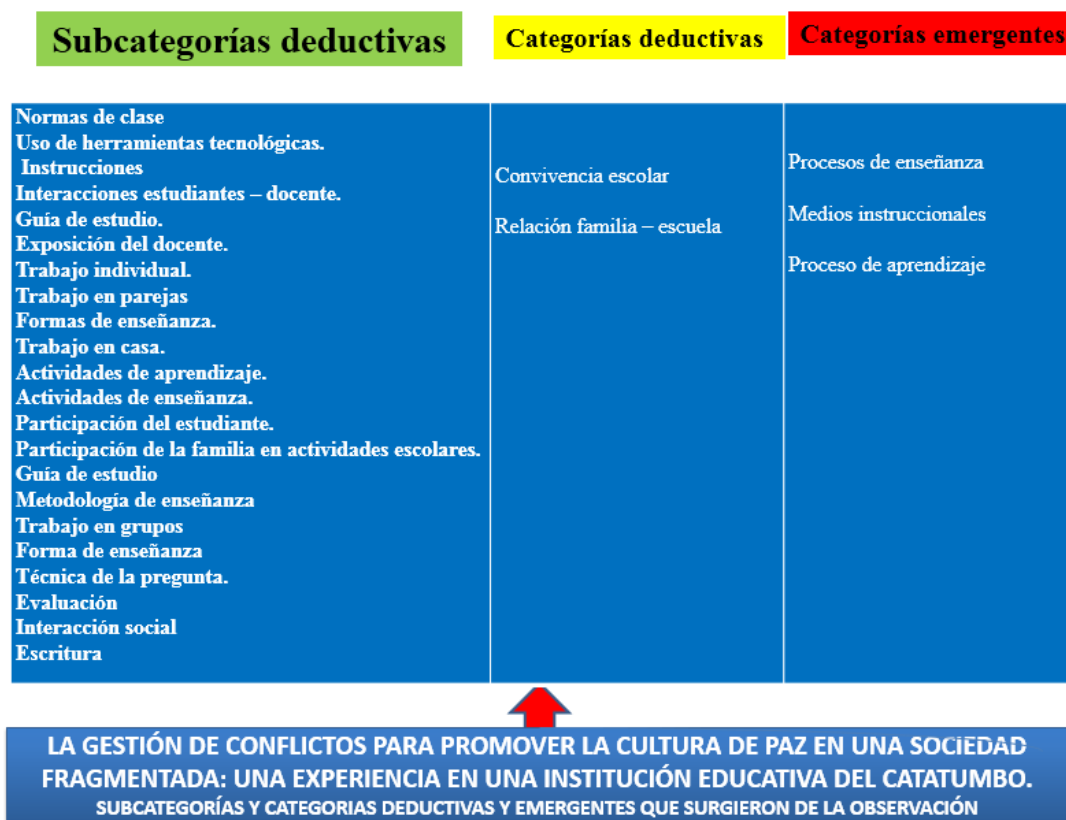 Subcategorías deductivas
Categorías deductivas
Categorías emergentes
Normas de clase
Uso de herramientas tecnológicas.
Instrucciones
Interacciones estudiantes – docente.
Guía de estudio.
Exposición del docente.
Trabajo individual.
Trabajo en parejas
Formas de enseñanza.
Trabajo en casa.
Actividades de aprendizaje.
Actividades de enseñanza.
Participación del estudiante.
Participación de la familia en actividades escolares.
Guía de estudio
Metodología de enseñanza
Trabajo en grupos
Forma de enseñanza
Técnica de la pregunta.
Evaluación
Interacción social
Escritura
Convivencia escolar
Relación familia – escuela
Procesos de enseñanza
Medios instruccionales
Proceso de aprendizaje
LA GESTIÓN DE CONFLICTOS PARA PROMOVER LA CULTURA DE PAZ EN UNA SOCIEDAD
FRAGMENTADA: UNA EXPERIENCIA EN UNA INSTITUCIÓN EDUCATIVA DEL CATATUMBO.
SUBCATEGORÍAS Y CATEGORIAS DEDUCTIVAS Y EMERGENTES QUE SURGIERON DE LA OBSERVACIÓN